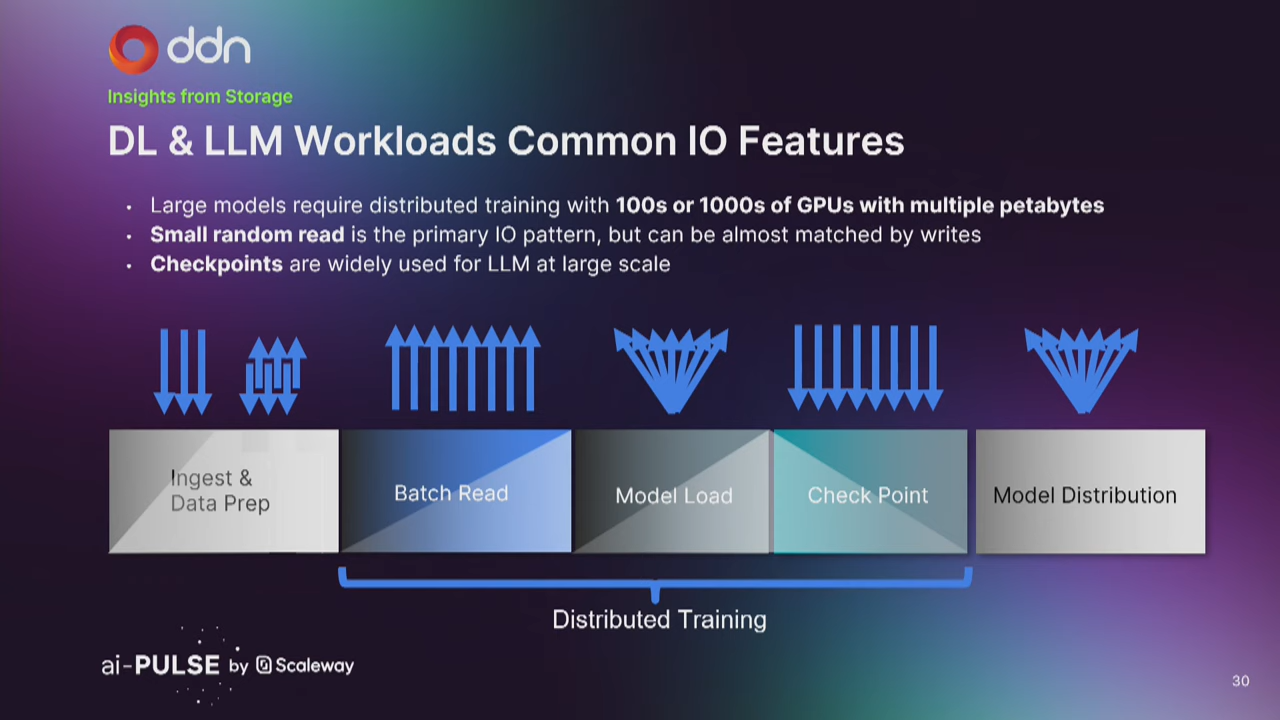 ddn
Insights from Storage
DL & LLM Workloads Common IO Features
• Large models require distributed training with 100s or 1000s of GPUs with multiple petabytes
• Small random read is the primary IO pattern, but can be almost matched by writes
• Checkpoints are widely used for LLM at large scale
Ingest &
Data Prep
Batch Read
Model Load
Check Point
Model Distribution
Distributed Training
ai-PULSE by Scaleway
30